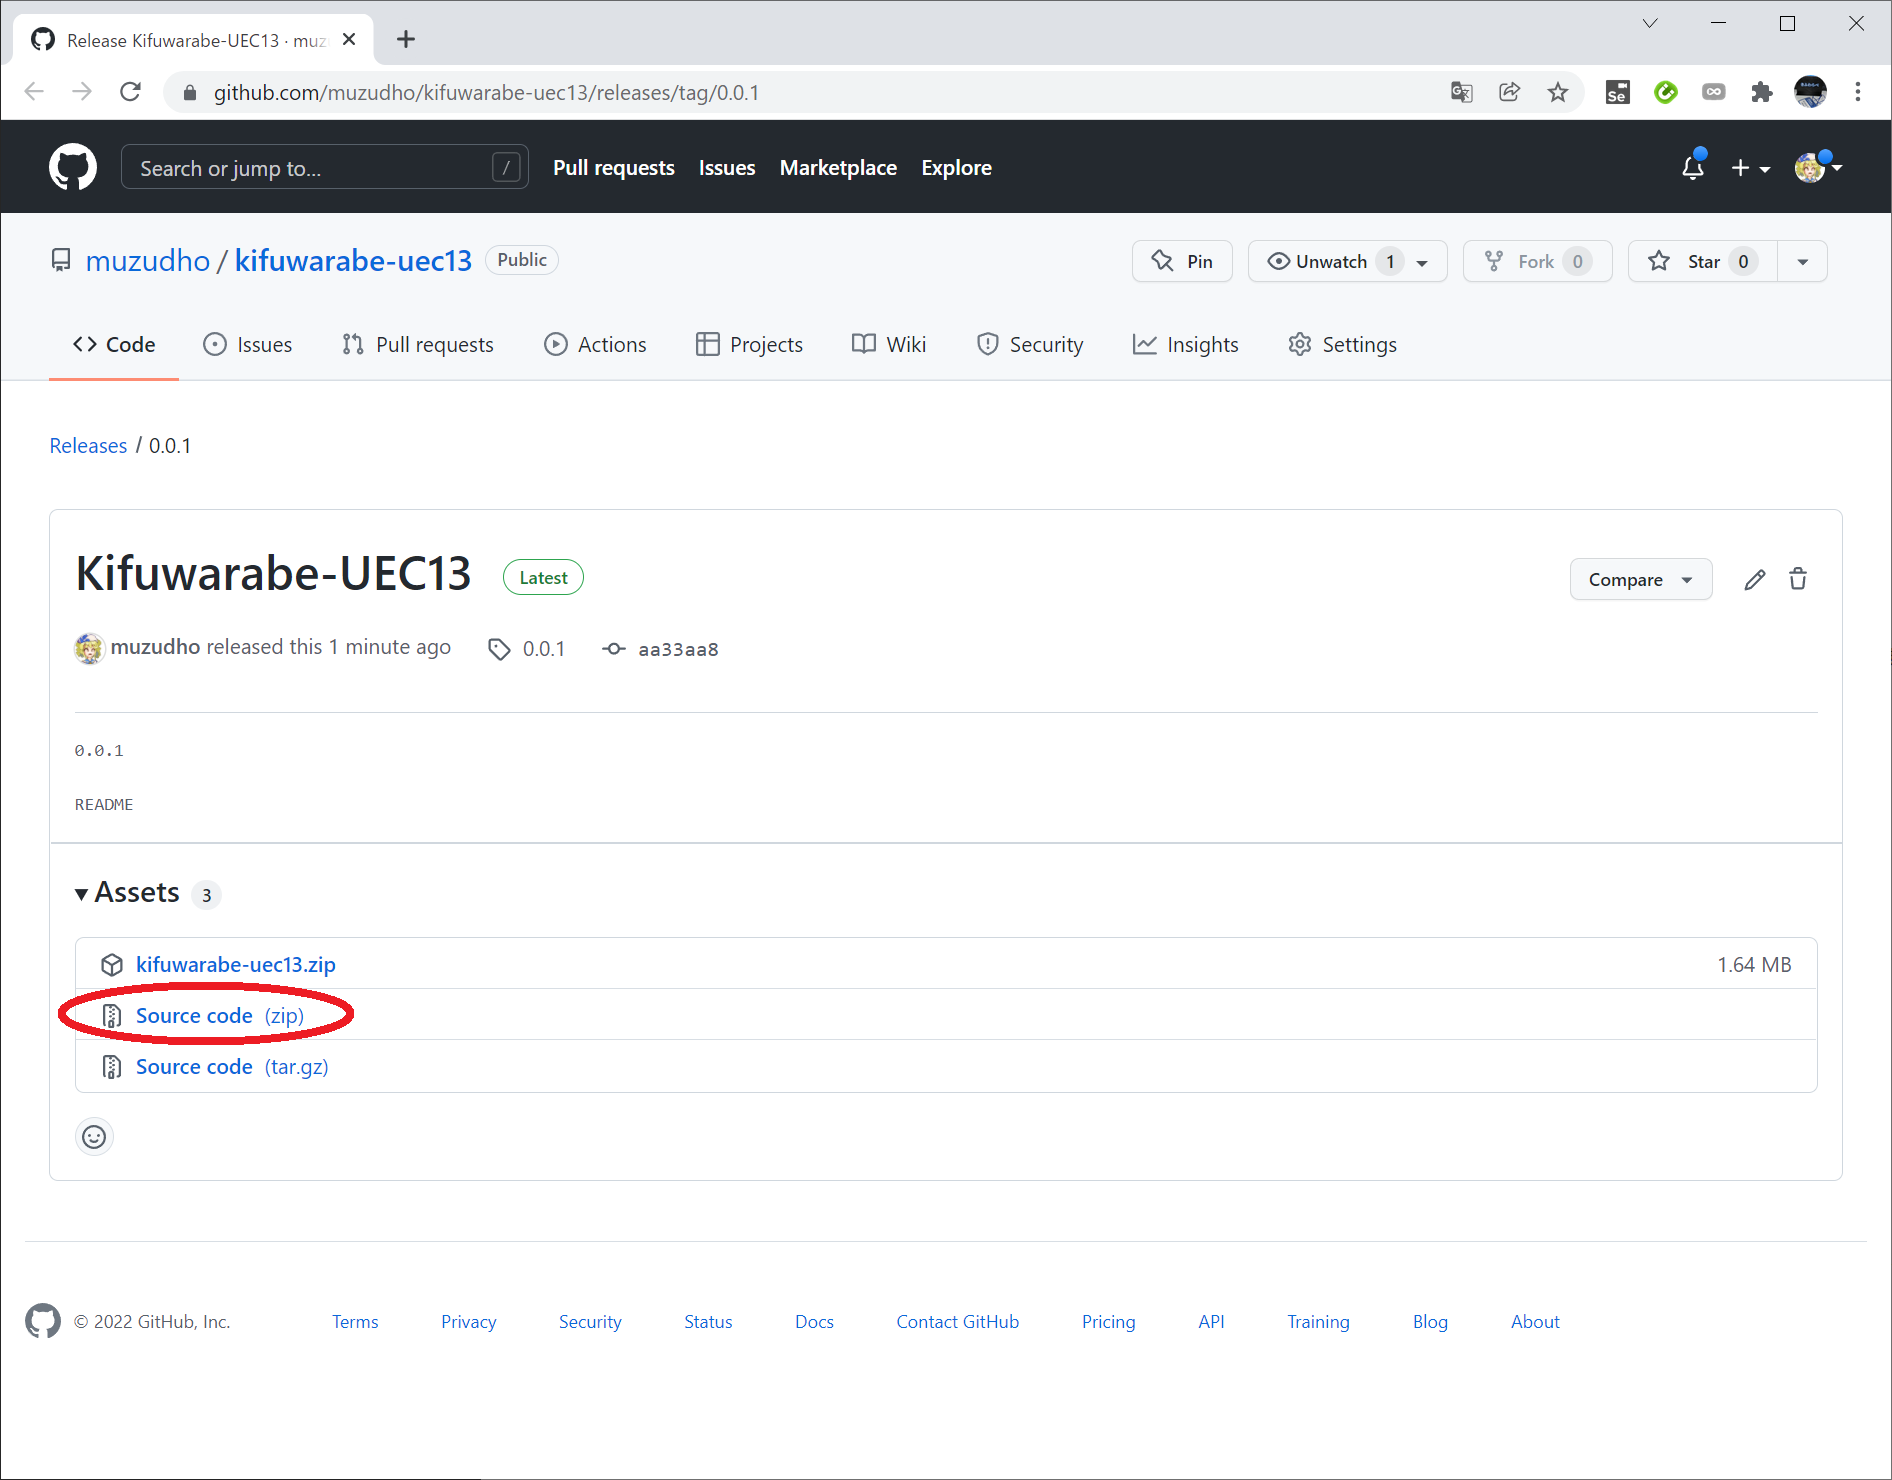 Release Kifuwarabe-UEC13 · muz
github.com/muzudho/kifuwarabe-uec13/releases/tag/0.0.1
Search or jump to... / Pull requests Issues Marketplace Explore
muzudho / kifuwarabe-uec13 Public Pin Unwatch 1 Fork 0 Star 0
Code Issues Pull requests Actions Projects Wiki Security Insights Settings
Releases / 0.0.1
Kifuwarabe-UEC13 Latest Compare
muzudho released this 1 minute ago 0.0.1 aa33aa8
0.0.1
README
Assets 3
kifuwarabe-uec13.zip 1.64 MB
Source code (zip)
Source code (tar.gz)
© 2022 GitHub, Inc. Terms Privacy Security Status Docs Contact GitHub Pricing API Training Blog About